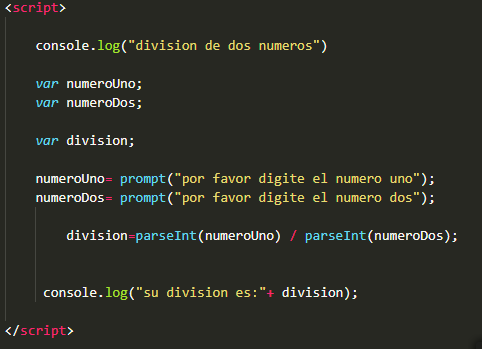 <script>
console.log("division de dos numeros")
var numeroUno;
var numeroDos;
var division;
numeroUno= prompt("por favor digite el numero uno");
numeroDos= prompt("por favor digite el numero dos");
division=parseInt(numeroUno) / parseInt(numeroDos);
console.log("su division es:"+ division);
</script>